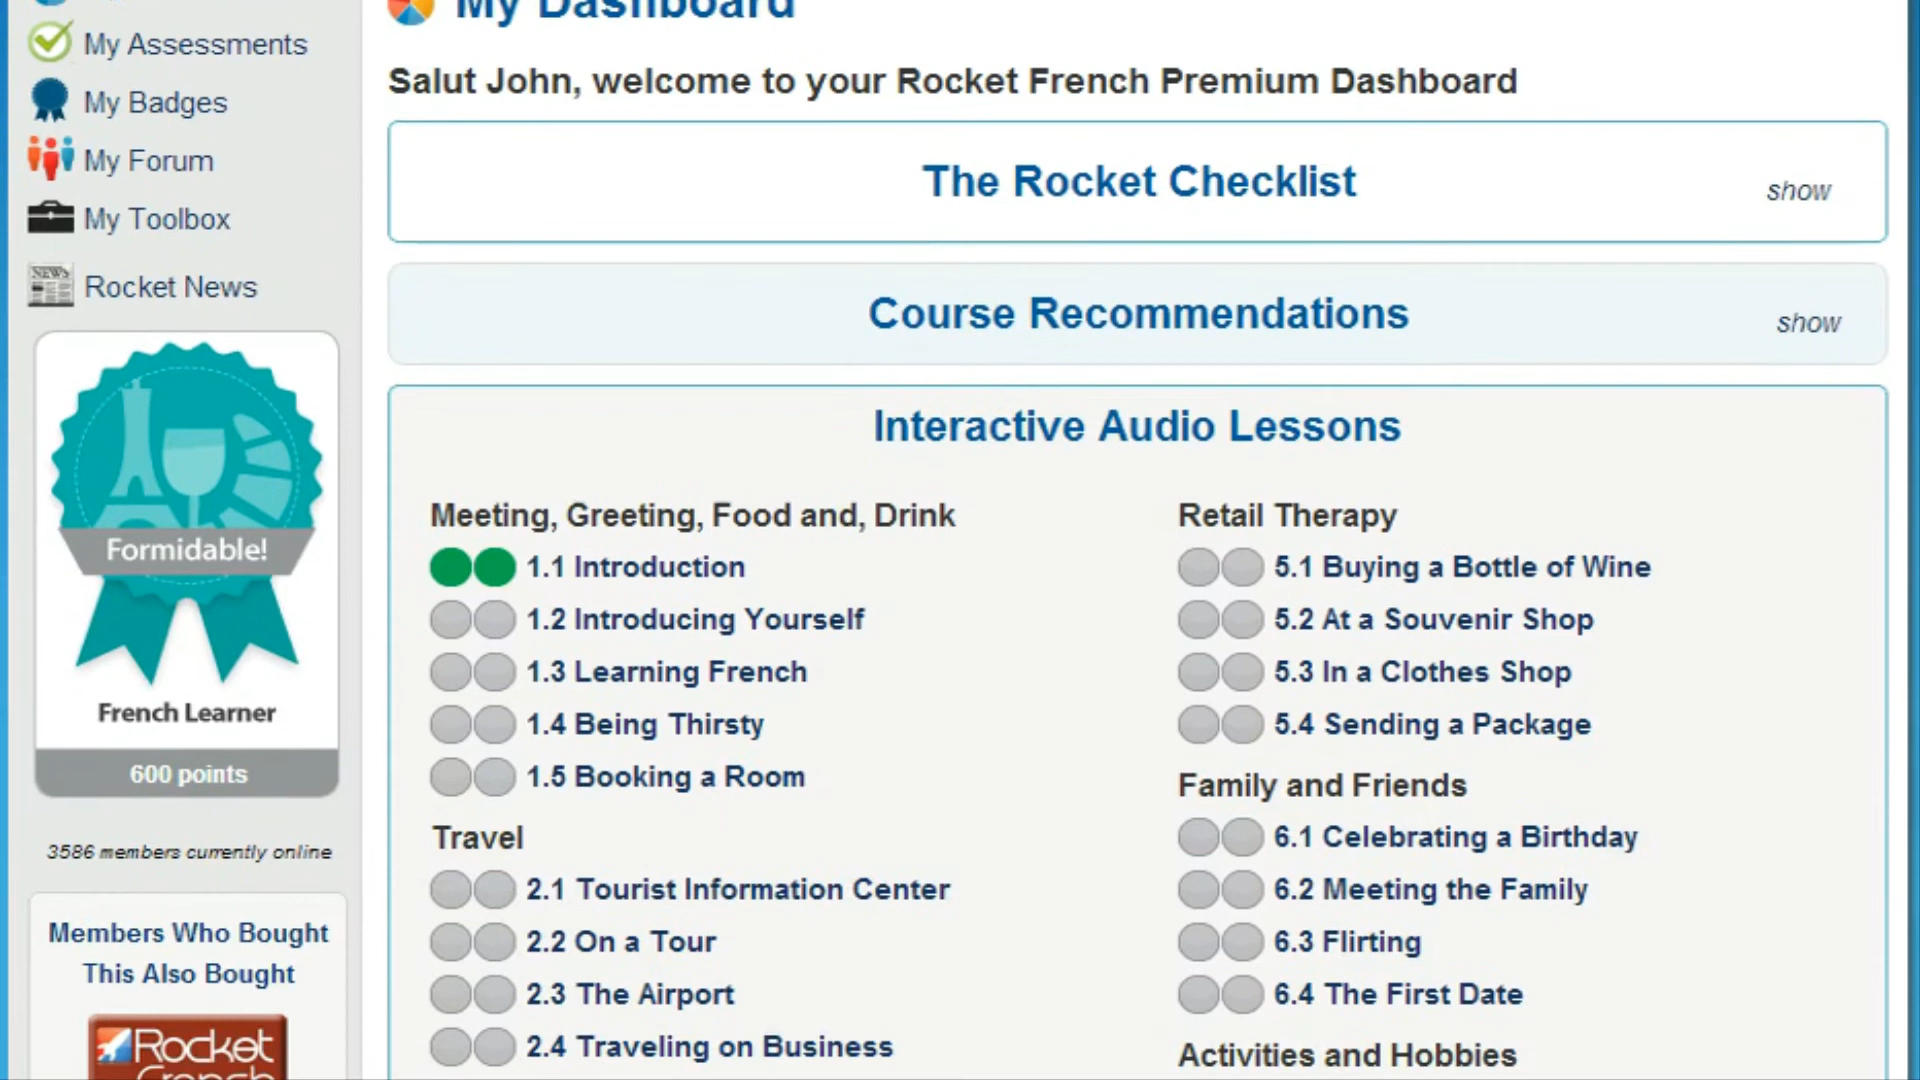 My Dashboard
My Assessments
My Badges
My Forum
My Toolbox
NEWS
Rocket News
Formidable!
French Learner
600 points
3586 members currently online
Members Who Bought
This Also Bought
Rocket
French
Salut John, welcome to your Rocket French Premium Dashboard
The Rocket Checklist
show
Course Recommendations
show
Interactive Audio Lessons
Meeting, Greeting, Food and, Drink
1.1 Introduction
1.2 Introducing Yourself
1.3 Learning French
1.4 Being Thirsty
1.5 Booking a Room
Travel
2.1 Tourist Information Center
2.2 On a Tour
2.3 The Airport
2.4 Traveling on Business
Retail Therapy
5.1 Buying a Bottle of Wine
5.2 At a Souvenir Shop
5.3 In a Clothes Shop
5.4 Sending a Package
Family and Friends
6.1 Celebrating a Birthday
6.2 Meeting the Family
6.3 Flirting
6.4 The First Date
Activities and Hobbies